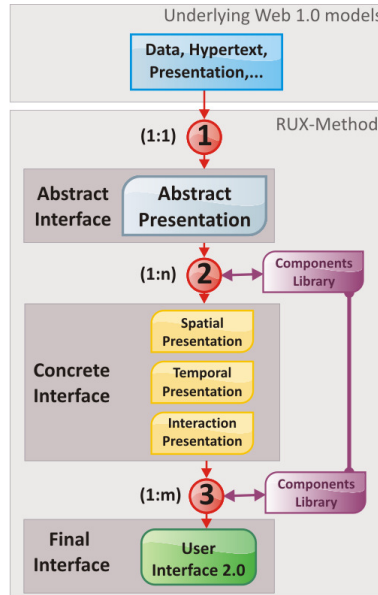 Underlying Web 1.0 models
Data, Hypertext,
Presentation,...
RUX-Method
(1:1)
1
Abstract
Interface
Abstract
Presentation
(1:n)
2
Components
Library
Concrete
Interface
Spatial
Presentation
Temporal
Presentation
Interaction
Presentation
(1:m)
3
Components
Library
Final
Interface
User
Interface 2.0